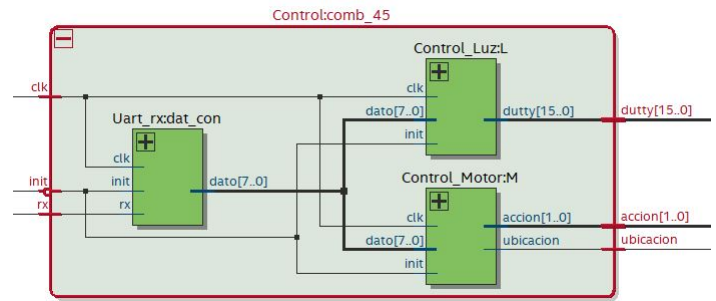 Control:comb_45
Control_Luz:L
clk
clk
Uart_rx:dat_con
dato[7..0]
dutty[15..0]
dutty[15..0]
init
clk
Control_Motor:M
init
init
dato[7..0]
rx
rx
clk
accion[1..0]
accion[1..0]
dato[7..0]
ubicacion
ubicacion
init